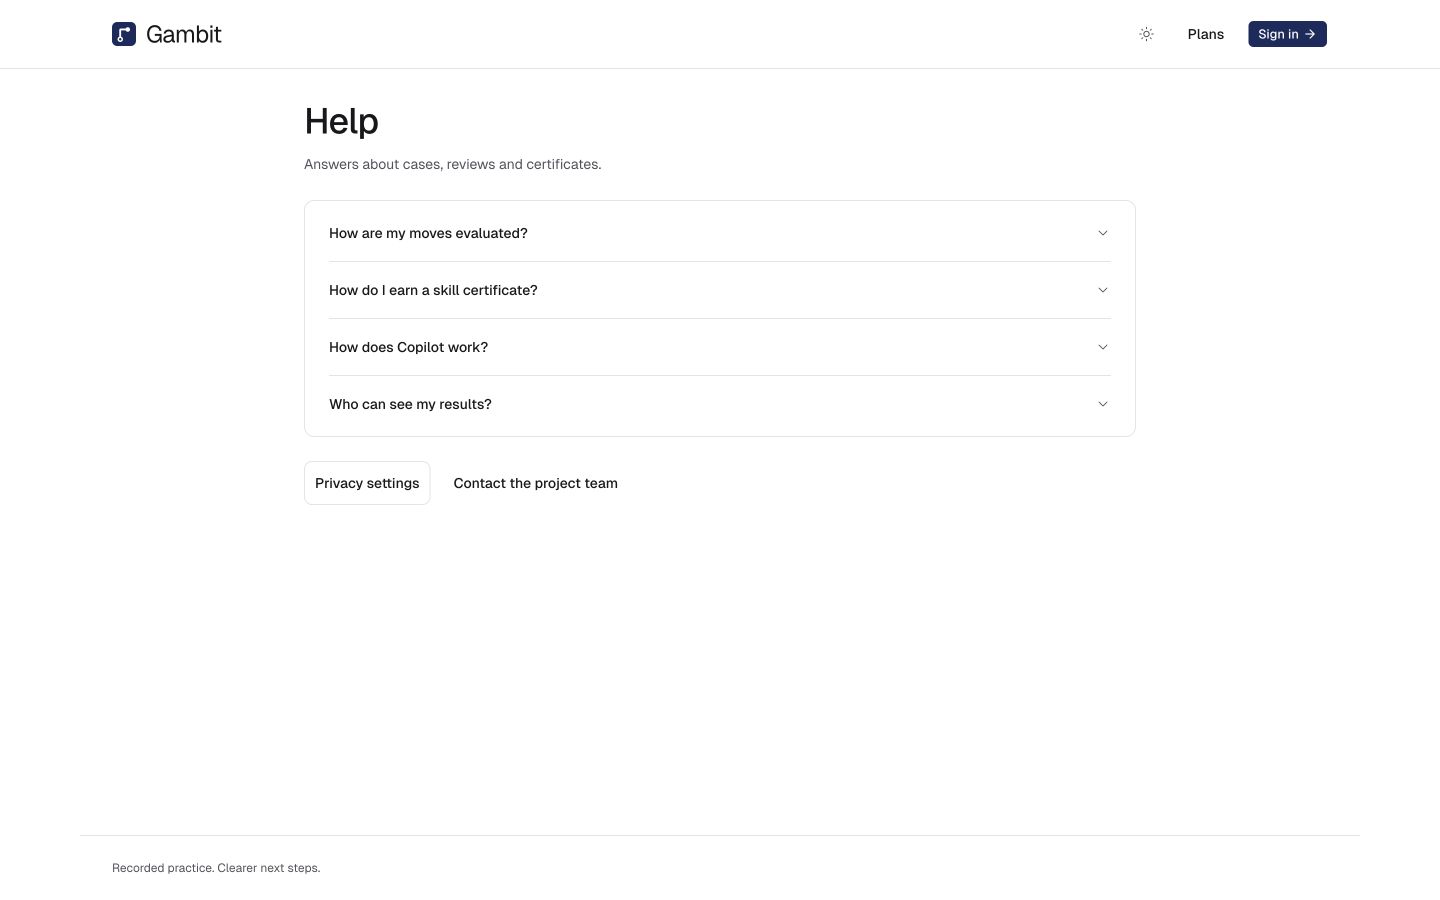 Gambit
Plans
Sign in
Help
Answers about cases, reviews and certificates.
How are my moves evaluated?
How do I earn a skill certificate?
How does Copilot work?
Who can see my results?
Privacy settings
Contact the project team
Recorded practice. Clearer next steps.